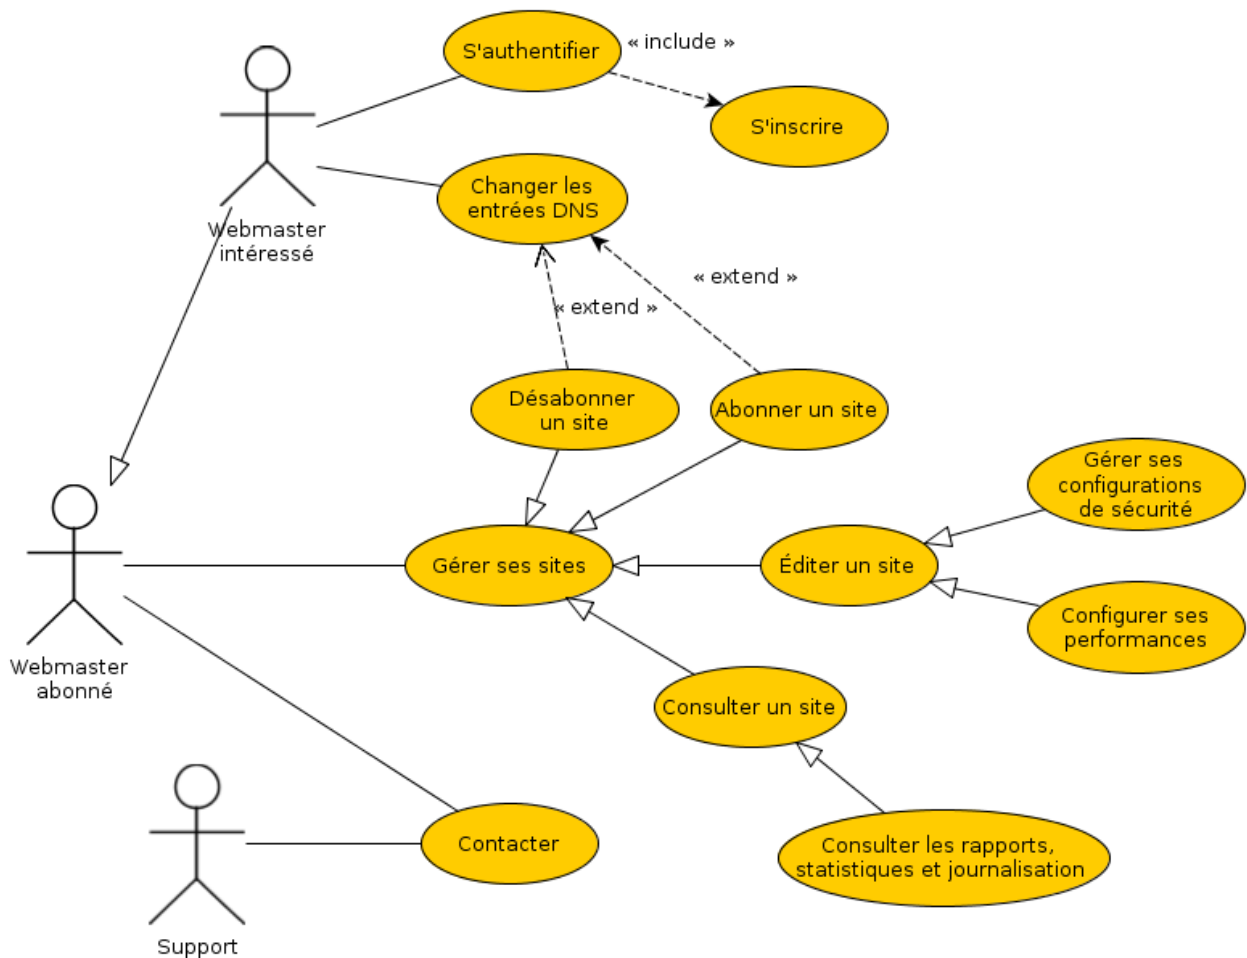 S'authentifier
« include »
S'inscrire
Changer les
entrées DNS
Webmaster
intéressé
« extend »
« extend »
Désabonner
un site
Abonner un site
Gérer ses
configurations
de sécurité
Gérer ses sites
Éditer un site
Configurer ses
performances
Webmaster
abonné
Consulter un site
Contacter
Consulter les rapports,
statistiques et journalisation
Support